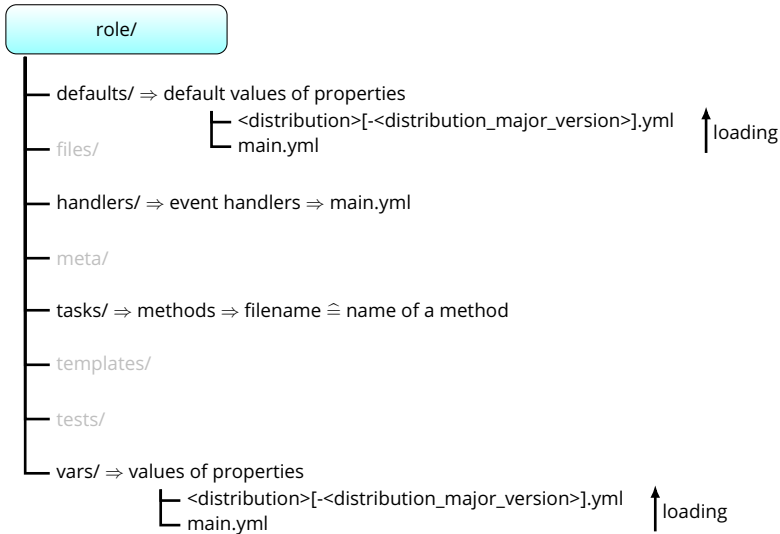 role/
defaults/ ⇒ default values of properties
<distribution>[-<distribution_major_version>].yml
main.yml
loading
files/
handlers/ ⇒ event handlers ⇒ main.yml
meta/
tasks/ ⇒ methods ⇒ filename ≙ name of a method
templates/
tests/
vars/ ⇒ values of properties
<distribution>[-<distribution_major_version>].yml
main.yml
loading